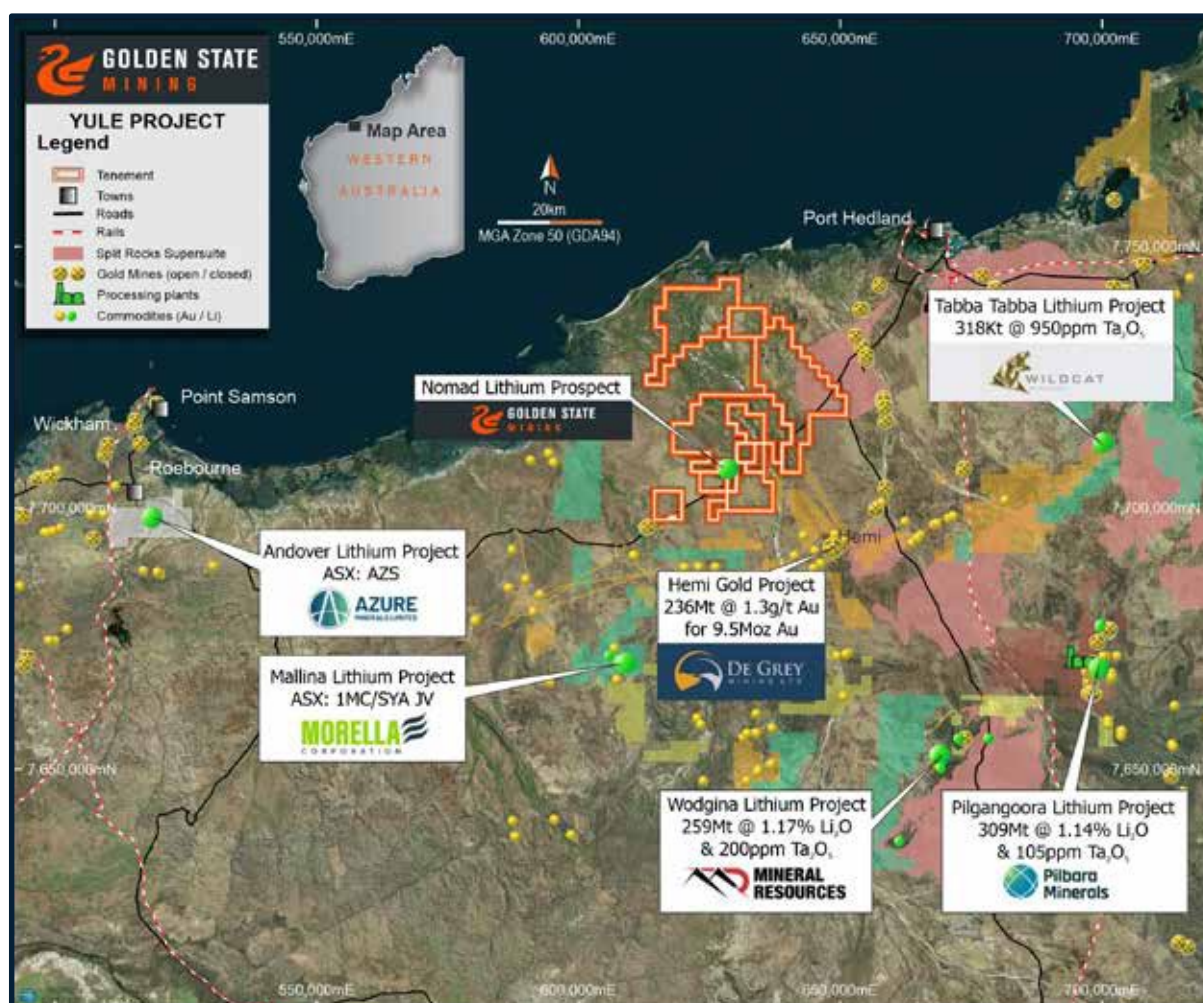 550,000mE
600,000mE
650,000mE
700,000mE
GOLDEN STATE
MINING
YULE PROJECT
Legend
Tenement
Towns
Roads
Rails
Split Rocks Supersuite
Gold Mines (open / closed)
Processing plants
Commodities (Au / Li)
Map Area
WESTERN
AUSTRALIA
N
20km
MGA Zone 50 (GDA94)
Port Hedland
7,750,000mN
Tabba Tabba Lithium Project
318Kt @ 950ppm Ta₂O₅
WILDCAT
Nomad Lithium Prospect
GOLDEN STATE
MINING
Point Samson
Wickham
Roebourne
7,700,000mN
7,700,000mN
Andover Lithium Project
ASX: AZS
AZURE
MINERALS LIMITED
Hemi
Hemi Gold Project
236Mt @ 1.3g/t Au
for 9.5Moz Au
DE GREY
MINING LTD
Mallina Lithium Project
ASX: 1MC/SYA JV
MORELLA
CORPORATION
7,650,000mN
7,650,000mN
Wodgina Lithium Project
259Mt @ 1.17% Li₂O
& 200ppm Ta₂O₅
MINERAL
RESOURCES
Pilgangoora Lithium Project
309Mt @ 1.14% Li₂O
& 105ppm Ta₂O₅
Pilbara
Minerals
550,000mE
600,000mE
650,000mE
700,000mE